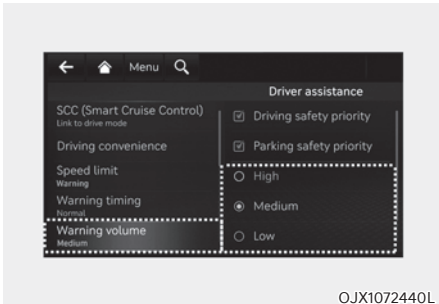 Menu
Driver assistance
SCC (Smart Cruise Control)
Link to drive mode
Driving convenience
Speed limit
Warning
Warning timing
Normal
Warning volume
Medium
Driving safety priority
Parking safety priority
High
Medium
Low
OJX1072440L